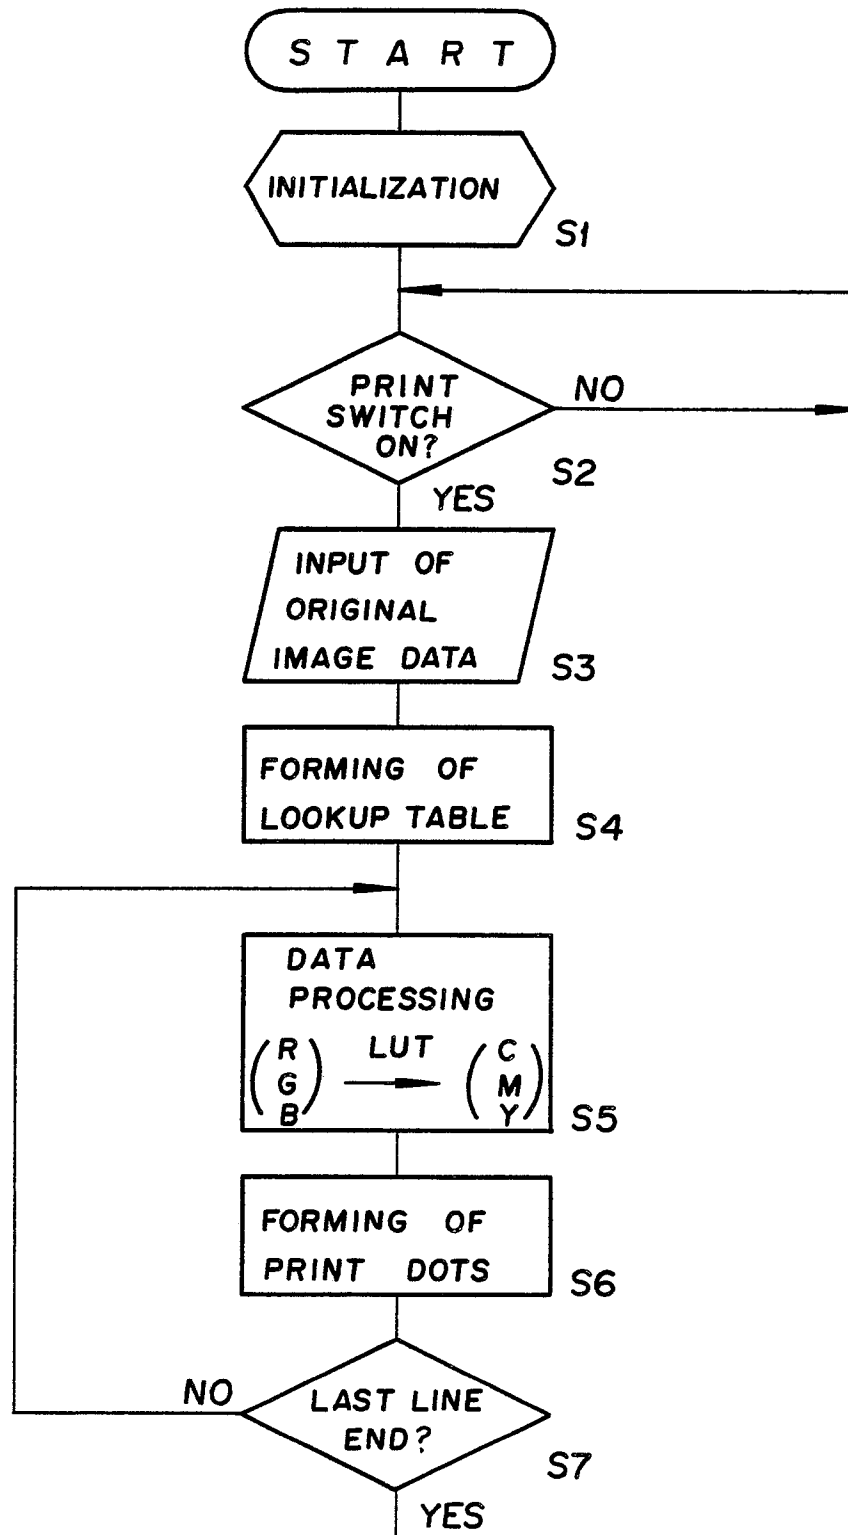 START
INITIALIZATION
S1
PRINT
SWITCH
ON?
NO
S2
YES
INPUT OF
ORIGINAL
IMAGE DATA
S3
FORMING OF
LOOKUP TABLE
S4
DATA
PROCESSING
LUT
R
G
B
C
M
Y
S5
FORMING OF
PRINT DOTS
S6
NO
LAST LINE
END?
S7
YES